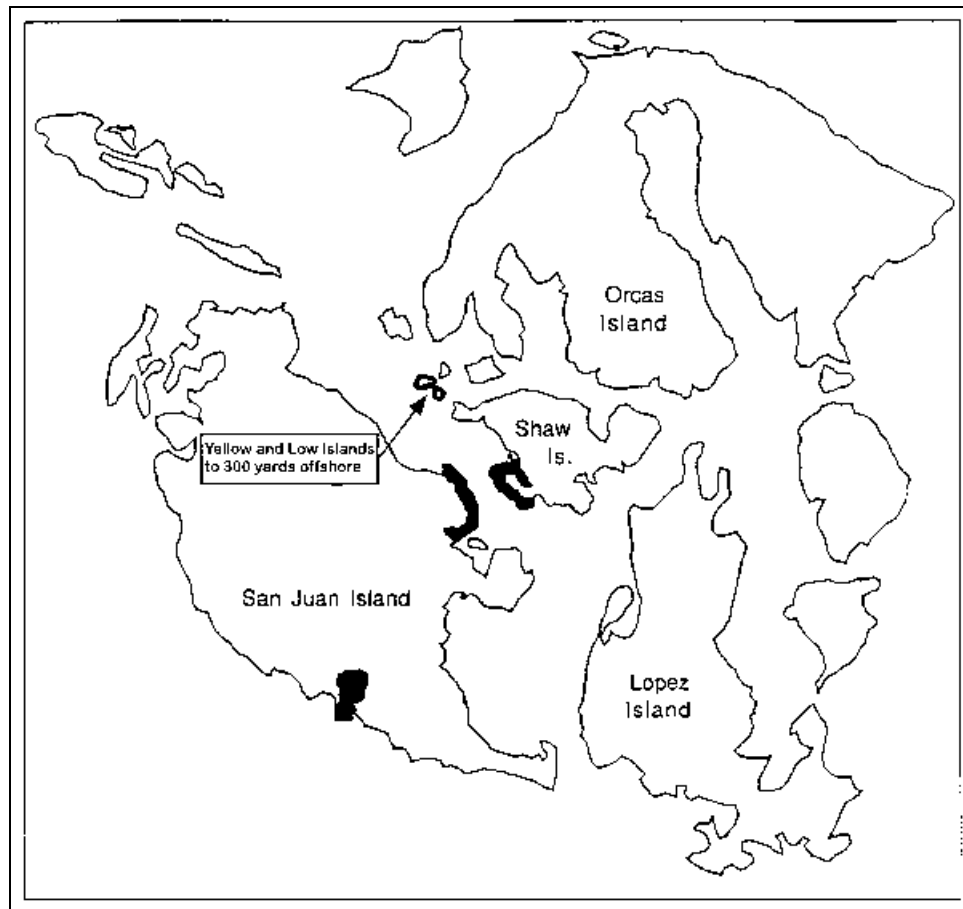 Orcas
Island
Yellow and Low Islands
to 300 yards offshore
Shaw
Is.
San Juan Island
Lopez
Island